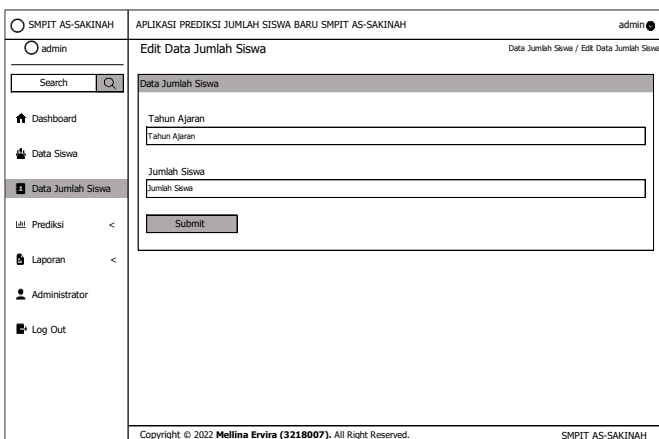 SMPIT AS-SAKINAH
APLIKASI PREDIKSI JUMLAH SISWA BARU SMPIT AS-SAKINAH
admin
admin
Edit Data Jumlah Siswa
Data Jumlah Siswa / Edit Data Jumlah Siswa
Search
Data Jumlah Siswa
Dashboard
Tahun Ajaran
Tahun Ajaran
Data Siswa
Jumlah Siswa
Data Jumlah Siswa
Jumlah Siswa
Prediksi <
Submit
Laporan <
Administrator
Log Out
Copyright © 2022 Mellina Ervira (3218007). All Right Reserved.
SMPIT AS-SAKINAH